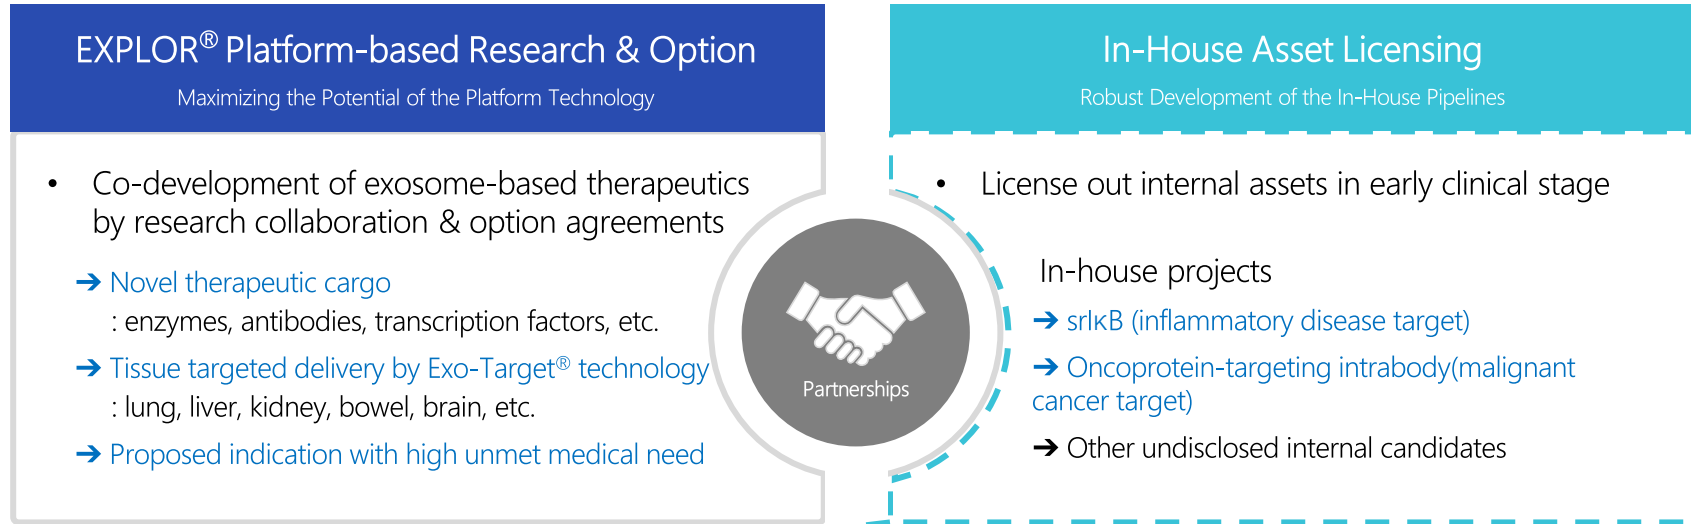 EXPLOR® Platform-based Research & Option
Maximizing the Potential of the Platform Technology
• Co-development of exosome-based therapeutics
by research collaboration & option agreements
➔ Novel therapeutic cargo
: enzymes, antibodies, transcription factors, etc.
➔ Tissue targeted delivery by Exo-Target® technology
: lung, liver, kidney, bowel, brain, etc.
➔ Proposed indication with high unmet medical need
Partnerships
In-House Asset Licensing
Robust Development of the In-House Pipelines
• License out internal assets in early clinical stage
In-house projects
➔ srIκB (inflammatory disease target)
➔ Oncoprotein-targeting intrabody(malignant
cancer target)
➔ Other undisclosed internal candidates